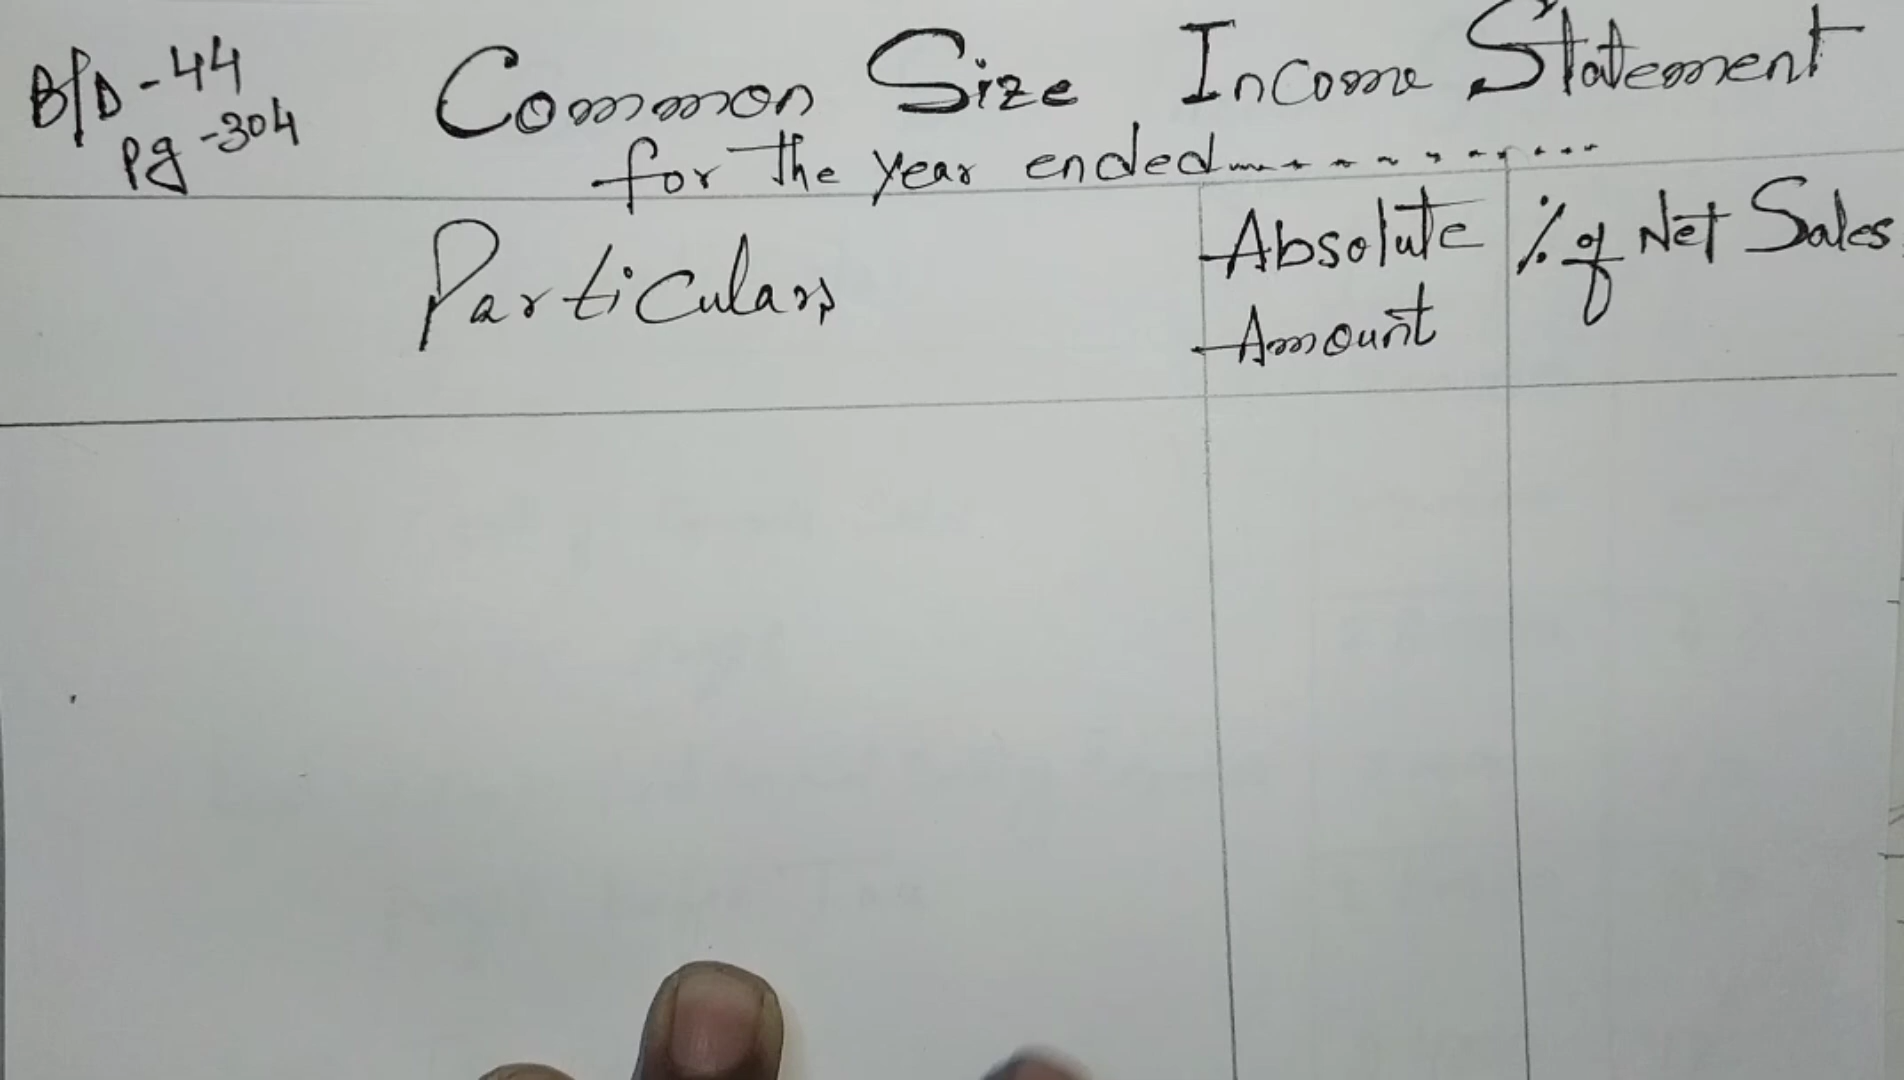 B/D - 44
Pg - 304
Common Size Income Statement
for the year ended..............
Particulars
Absolute Amount
% of Net Sales